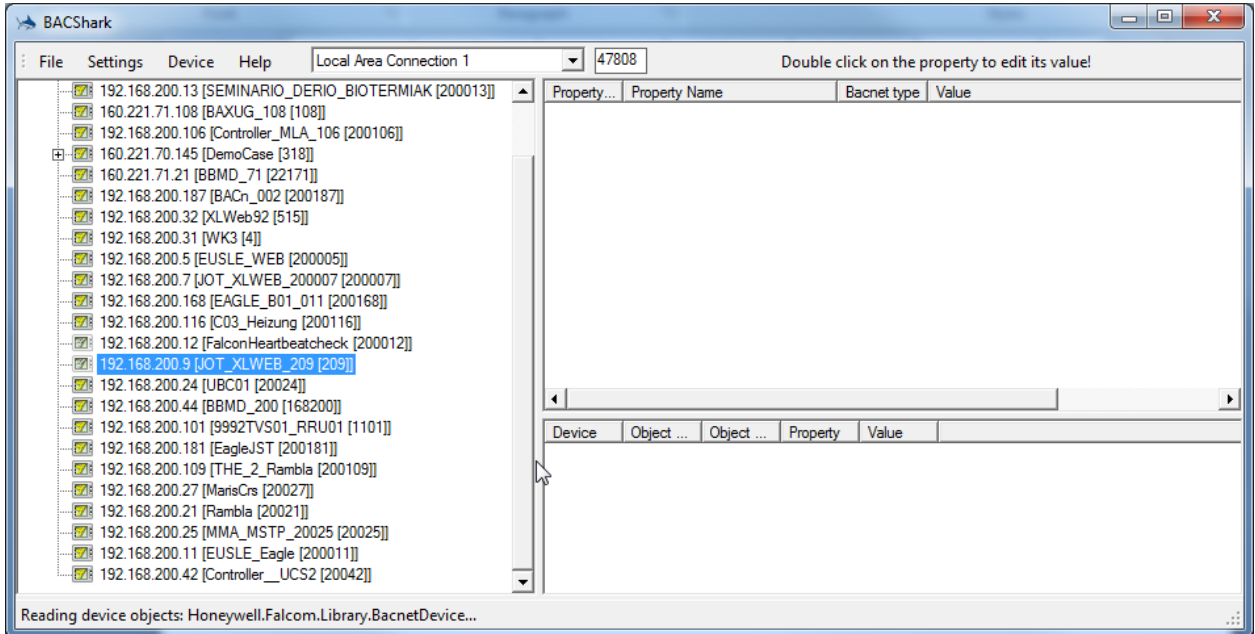 BACShark
File Settings Device Help Local Area Connection 1 47808 Double click on the property to edit its value!
192.168.200.13 [SEMINARIO_DERIO_BIOTERMIAK [200013]]
160.221.71.108 [BAXUG_108 [108]]
192.168.200.106 [Controller_MLA_106 [200106]]
160.221.70.145 [DemoCase [318]]
160.221.71.21 [BBMD_71 [22171]]
192.168.200.187 [BACn_002 [200187]]
192.168.200.32 [XLWeb92 [515]]
192.168.200.31 [WK3 [4]]
192.168.200.5 [EUSLE_WEB [200005]]
192.168.200.7 [JOT_XLWEB_200007 [200007]]
192.168.200.168 [EAGLE_B01_011 [200168]]
192.168.200.116 [C03_Heizung [200116]]
192.168.200.12 [FalconHeartbeatcheck [200012]]
192.168.200.9 [JOT_XLWEB_209 [209]]
192.168.200.24 [UBC01 [20024]]
192.168.200.44 [BBMD_200 [168200]]
192.168.200.101 [9992TVS01_RRU01 [1101]]
192.168.200.181 [EagleJST [200181]]
192.168.200.109 [THE_2_Rambla [200109]]
192.168.200.27 [MarisCrs [20027]]
192.168.200.21 [Rambla [20021]]
192.168.200.25 [MMA_MSTP_20025 [20025]]
192.168.200.11 [EUSLE_Eagle [200011]]
192.168.200.42 [Controller__UCS2 [20042]]
Property... Property Name Bacnet type Value
Device Object ... Object ... Property Value
Reading device objects: Honeywell.Falcom.Library.BacnetDevice...